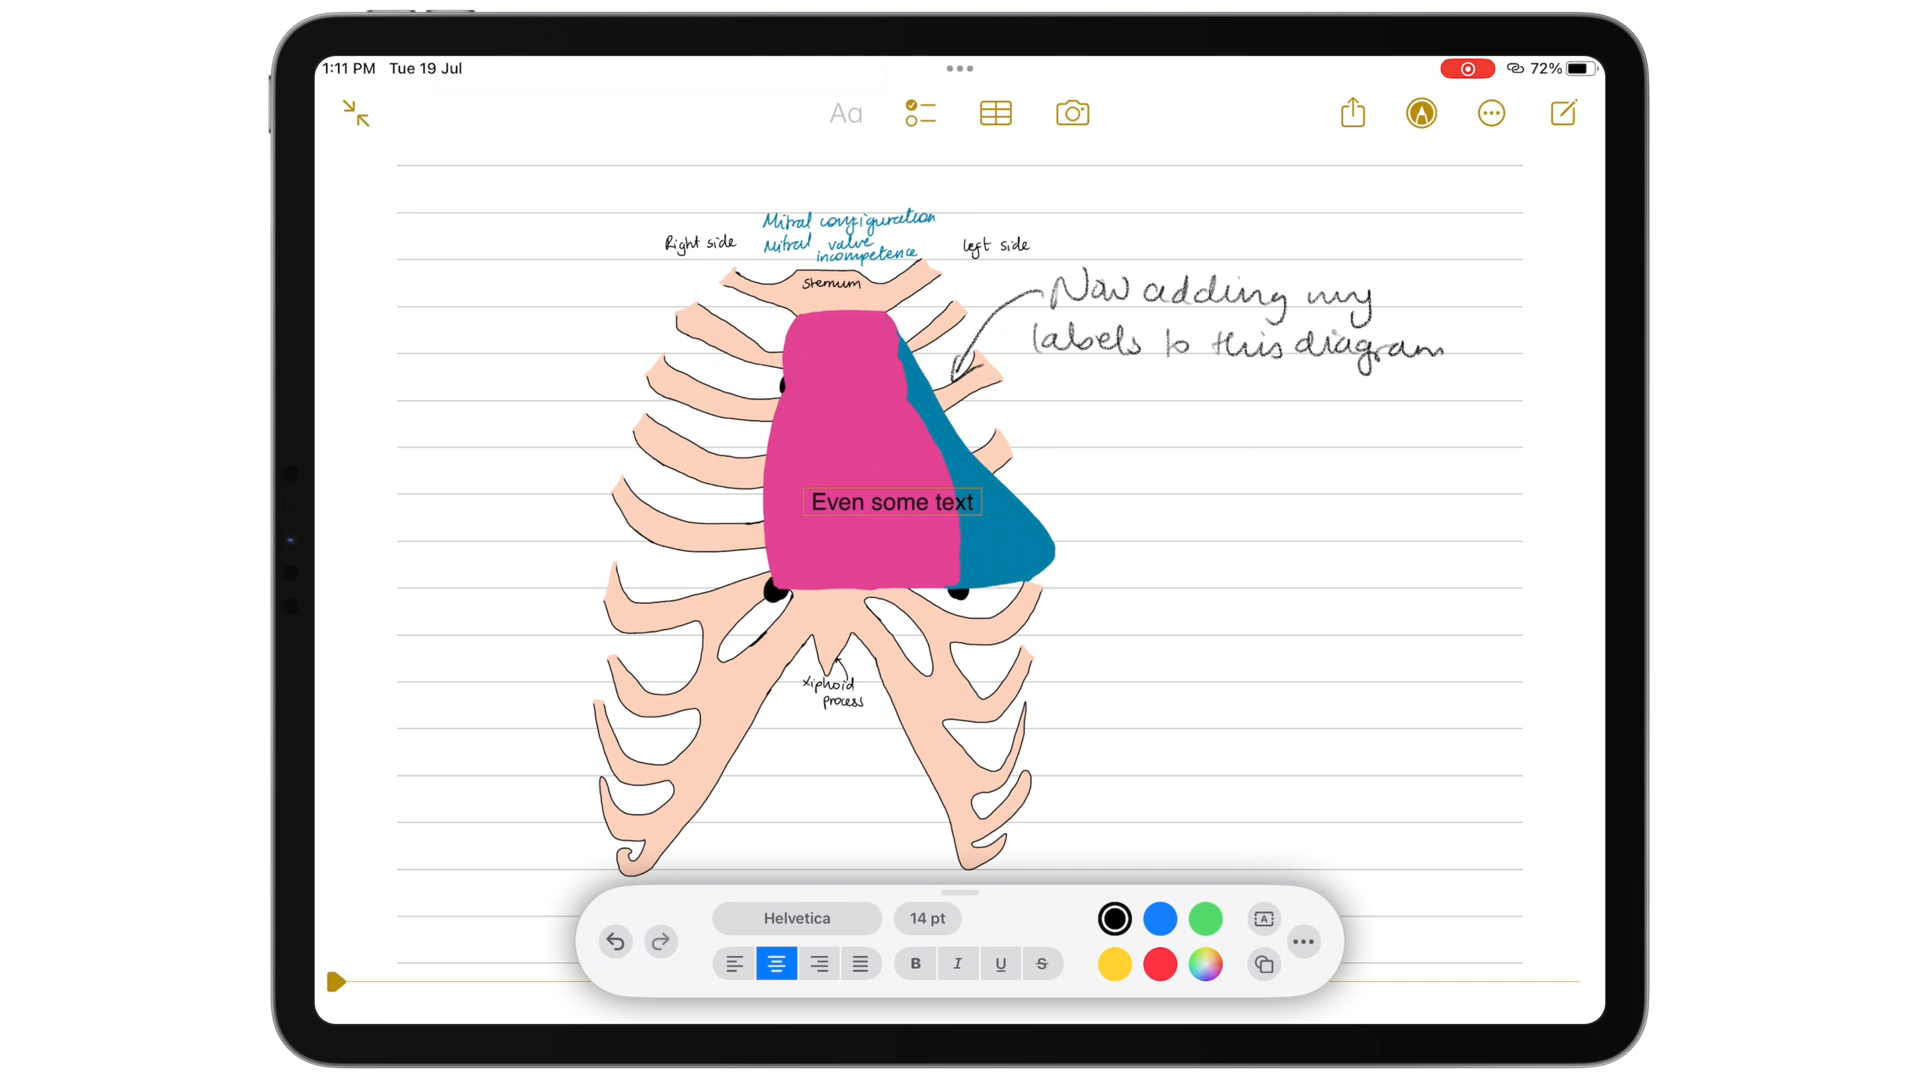 1:11 PM Tue 19 Jul
72%
Aa
Mitral configuration
Right side
Mitral valve
incompetence
left side
Sternum
Now adding my
labels to this diagram
Even some text
Xiphoid
process
Helvetica
14 pt
B I U S
A